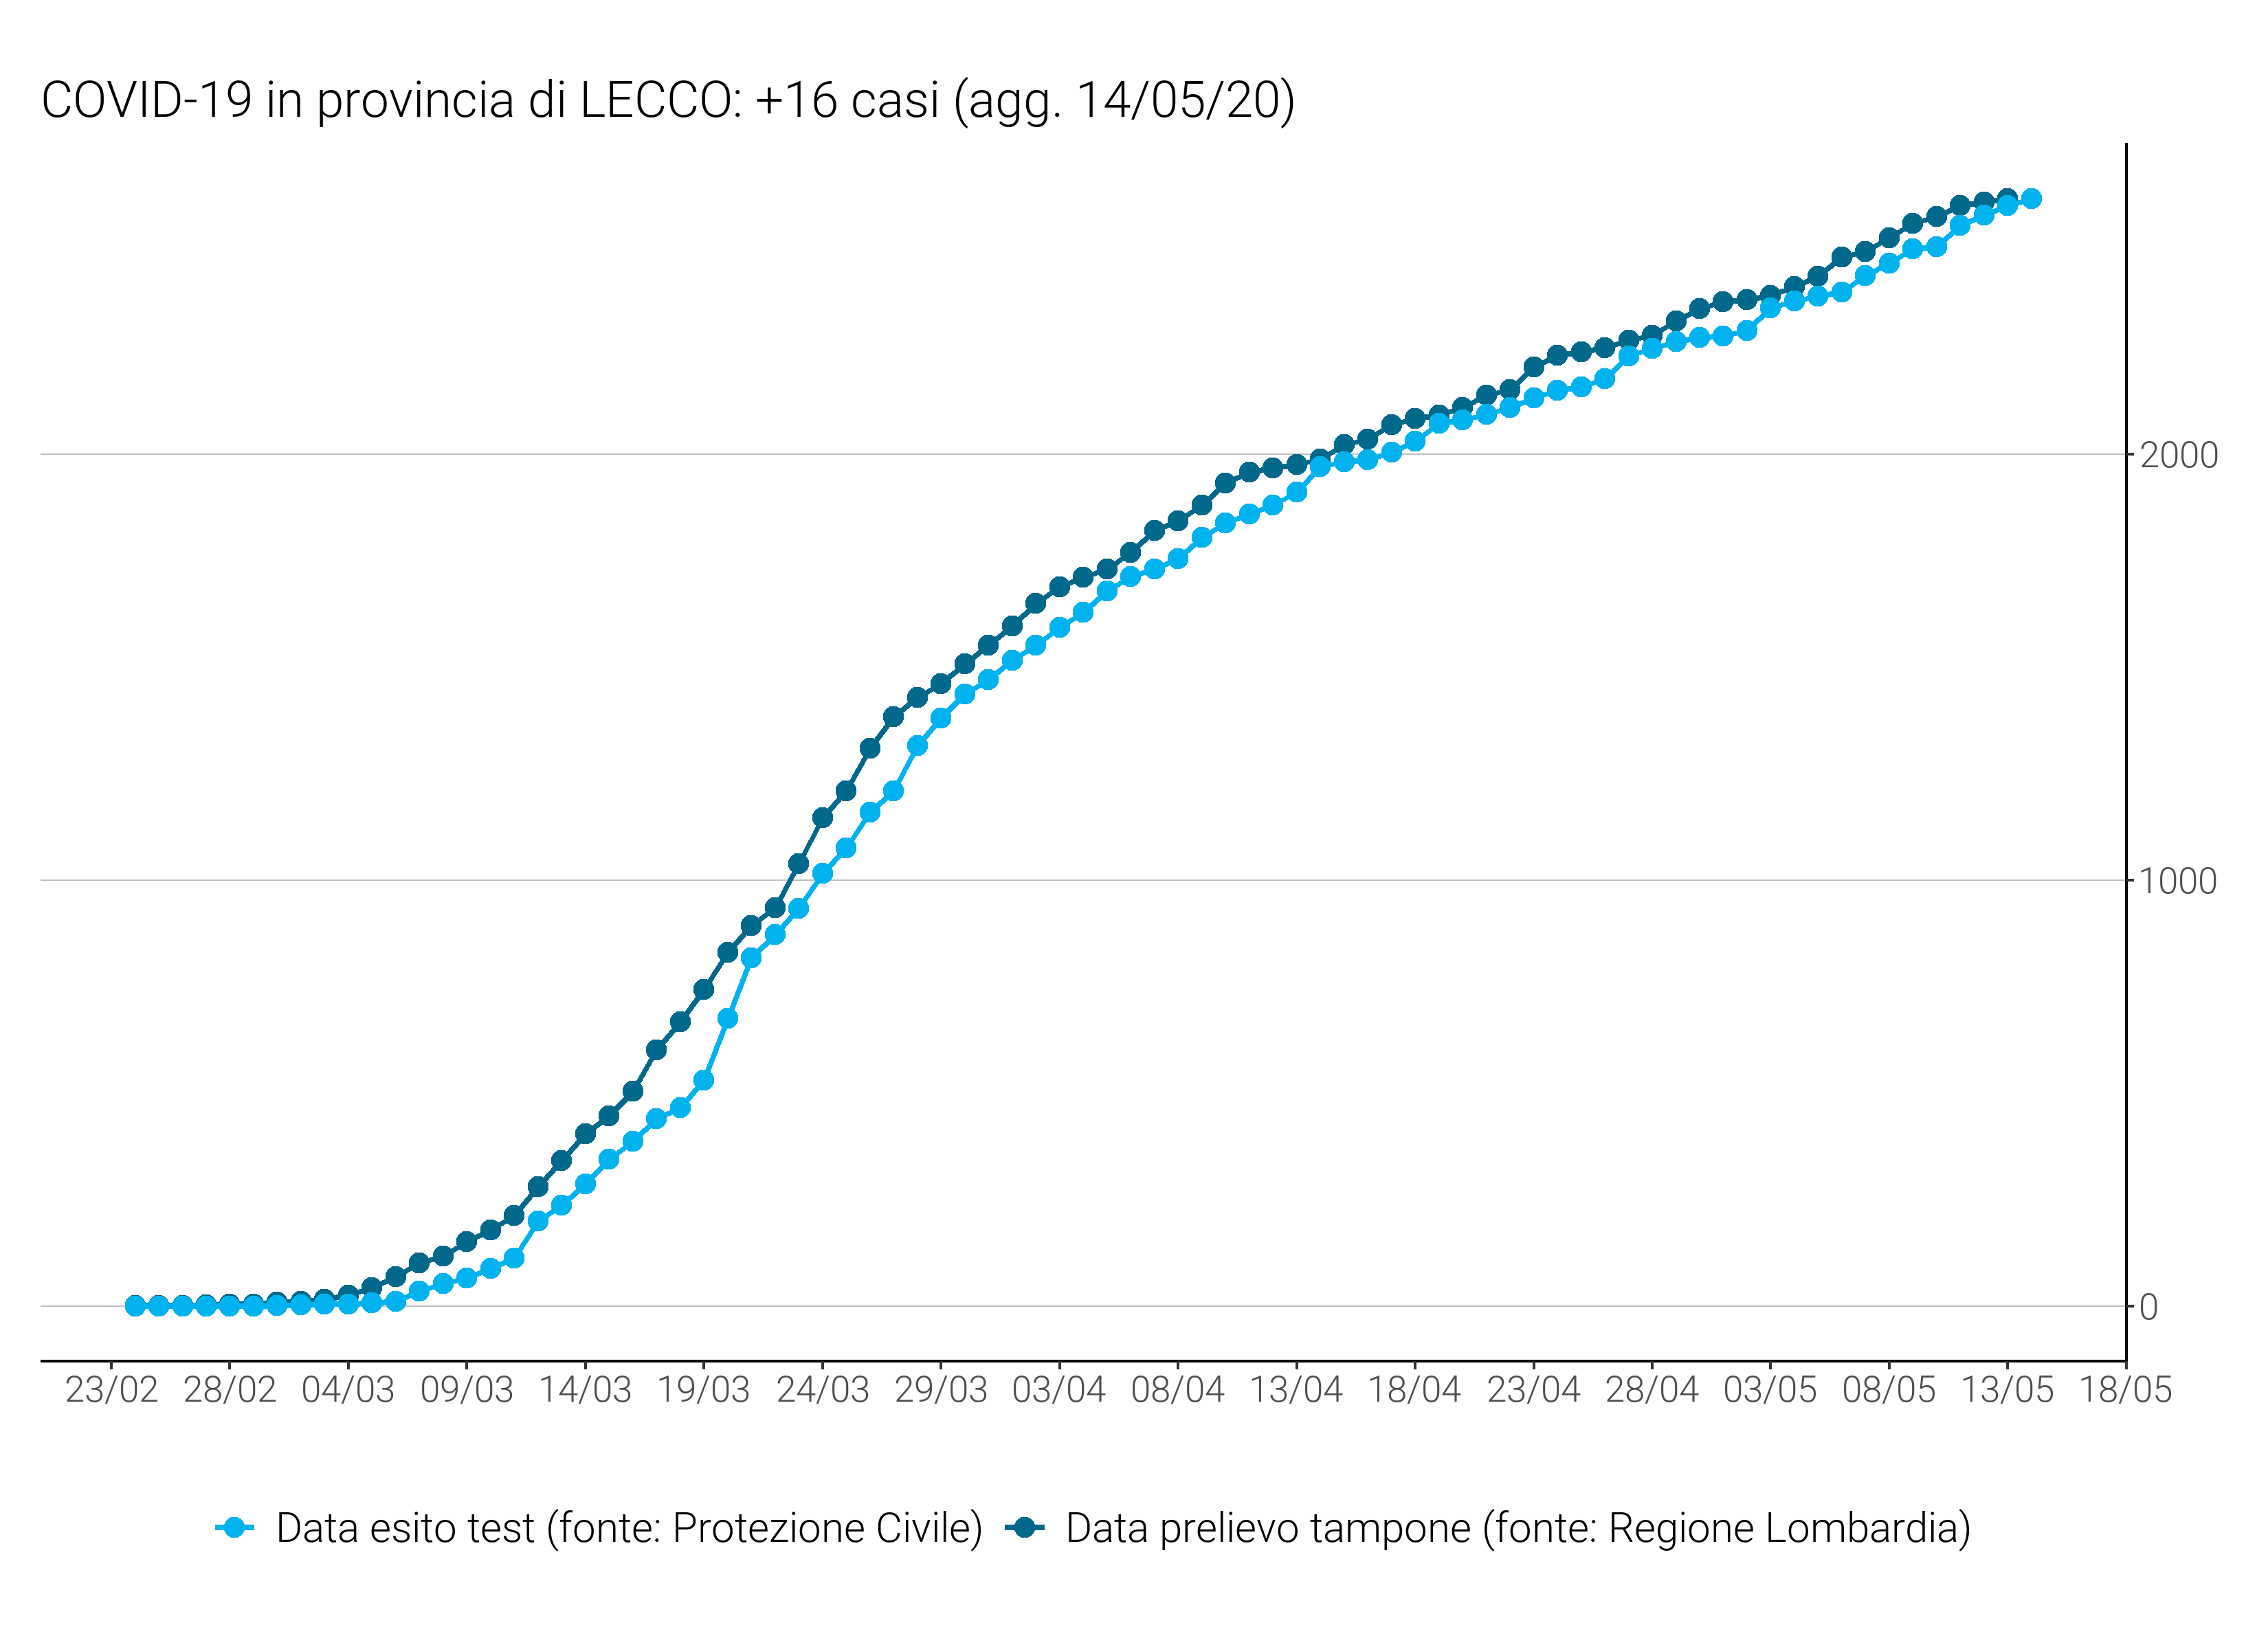 COVID-19 in provincia di LECCO: +16 casi (agg. 14/05/20)
2000
1000
0
23/02 28/02 04/03 09/03 14/03 19/03 24/03 29/03 03/04 08/04 13/04 18/04 23/04 28/04 03/05 08/05 13/05 18/05
Data esito test (fonte: Protezione Civile) Data prelievo tampone (fonte: Regione Lombardia)